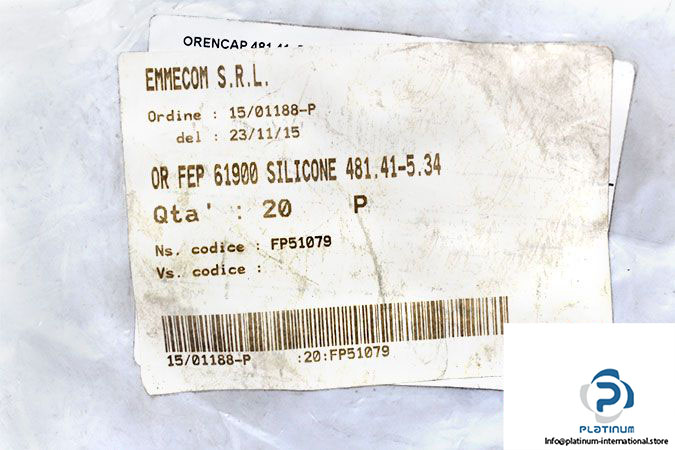 ORENCAP 481.41-5
EMMECOM S.R.L.
Ordine : 15/01188-P
del : 23/11/15
OR FEP 61900 SILICONE 481.41-5.34
Qta' : 20 P
Ns. codice : FP51079
Vs. codice :
15/01188-P :20:FP51079
PLATINUM
Info@platinum-international.store